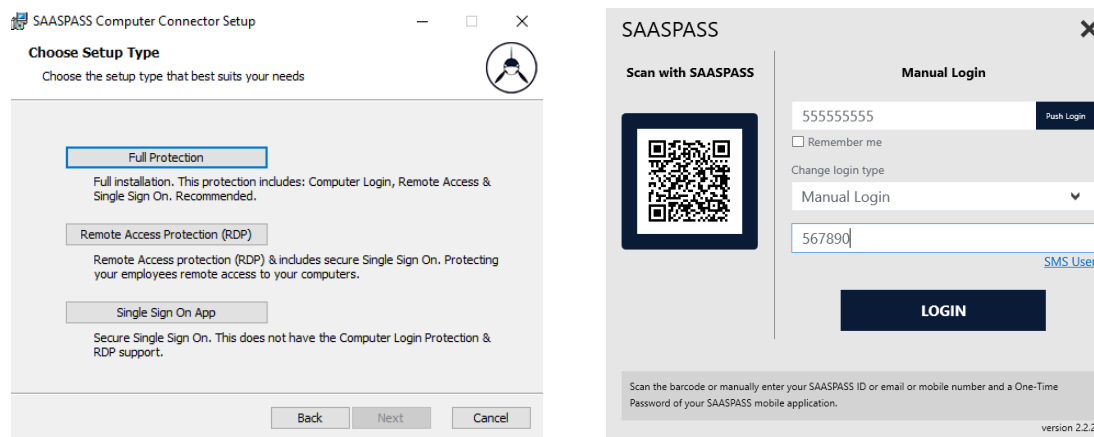 SAASPASS Computer Connector Setup
Choose Setup Type
Choose the setup type that best suits your needs
Full Protection
Full installation. This protection includes: Computer Login, Remote Access &
Single Sign On. Recommended.
Remote Access Protection (RDP)
Remote Access protection (RDP) & includes secure Single Sign On. Protecting
your employees remote access to your computers.
Single Sign On App
Secure Single Sign On. This does not have the Computer Login Protection &
RDP support.
Back Next Cancel
SAASPASS
Scan with SAASPASS
Manual Login
555555555 Push Login
Remember me
Change login type
Manual Login
567890
SMS User
LOGIN
Scan the barcode or manually enter your SAASPASS ID or email or mobile number and a One-Time
Password of your SAASPASS mobile application.
version 2.2.2